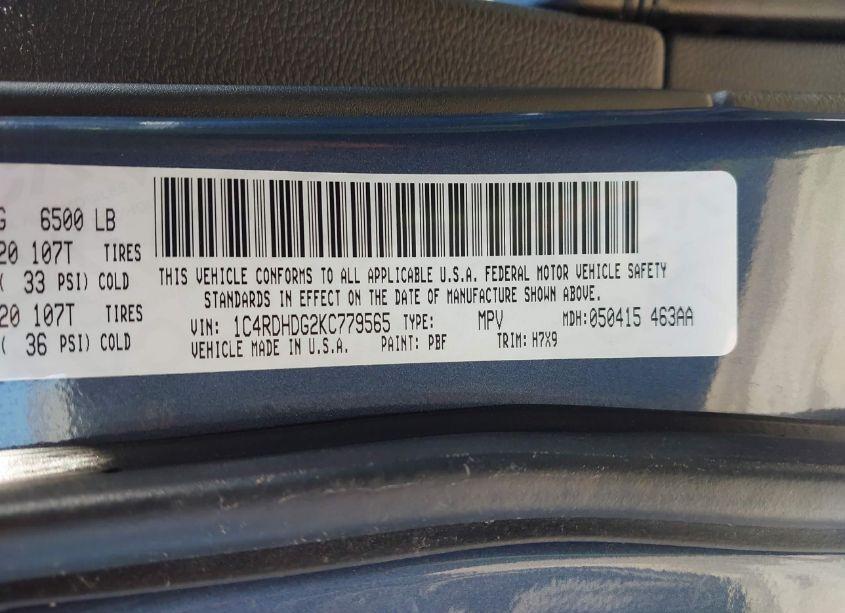 G 6500 LB
20 107T TIRES
( 33 PSI) COLD
20 107T TIRES
( 36 PSI) COLD
THIS VEHICLE CONFORMS TO ALL APPLICABLE U.S.A. FEDERAL MOTOR VEHICLE SAFETY
STANDARDS IN EFFECT ON THE DATE OF MANUFACTURE SHOWN ABOVE.
VIN: 1C4RDHDG2KC779565 TYPE: MPV MDH:050415 463AA
VEHICLE MADE IN U.S.A. PAINT: PBF TRIM: H7X9